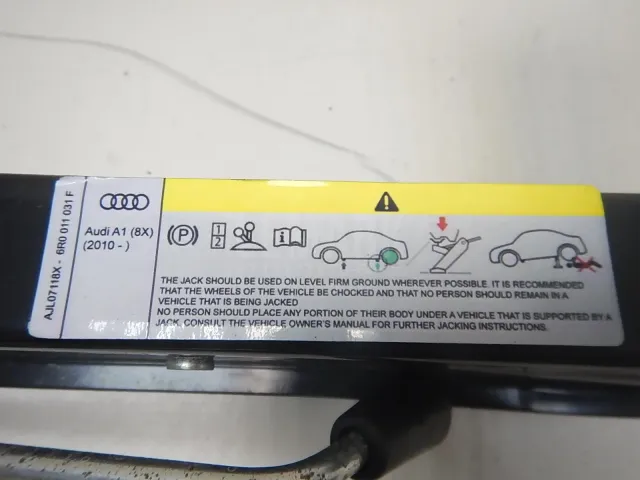 AJL07118X - 6R0 011 031 F
Audi A1 (8X)
(2010 - )
P
1
2
THE JACK SHOULD BE USED ON LEVEL FIRM GROUND WHEREVER POSSIBLE. IT IS RECOMMENDED
THAT THE WHEELS OF THE VEHICLE BE CHOCKED AND THAT NO PERSON SHOULD REMAIN IN A
VEHICLE THAT IS BEING JACKED
NO PERSON SHOULD PLACE ANY PORTION OF THEIR BODY UNDER A VEHICLE THAT IS SUPPORTED BY A
JACK. CONSULT THE VEHICLE OWNER'S MANUAL FOR FURTHER JACKING INSTRUCTIONS.